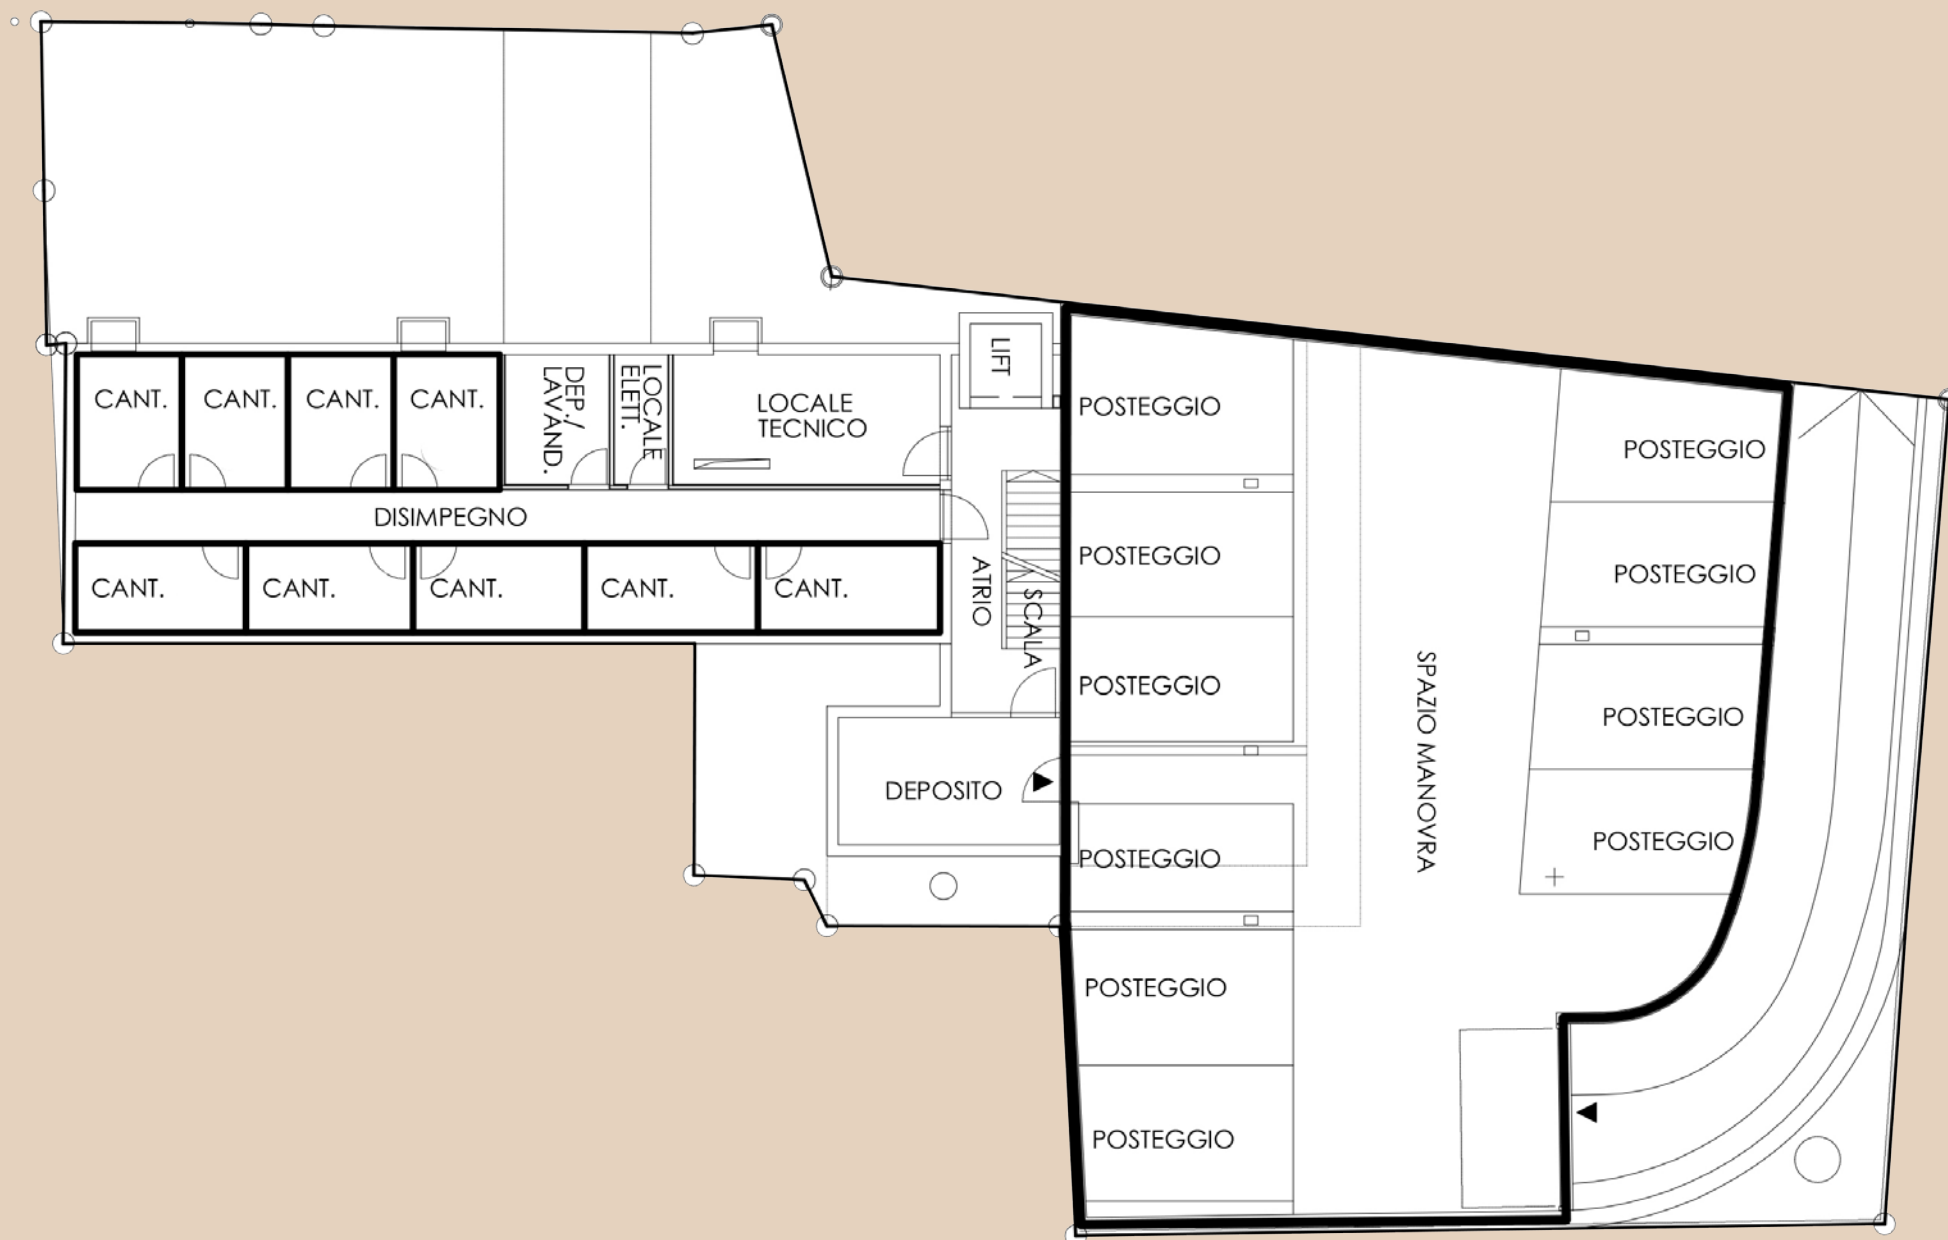 CANT.
CANT.
CANT.
CANT.
DEP./
LAVAND.
LOCALE
ELETT.
LOCALE
TECNICO
LIFT
DISIMPEGNO
CANT.
CANT.
CANT.
CANT.
CANT.
ATRIO
SCALA
DEPOSITO
POSTEGGIO
POSTEGGIO
POSTEGGIO
POSTEGGIO
POSTEGGIO
POSTEGGIO
SPAZIO MANOVRA
POSTEGGIO
POSTEGGIO
POSTEGGIO
POSTEGGIO